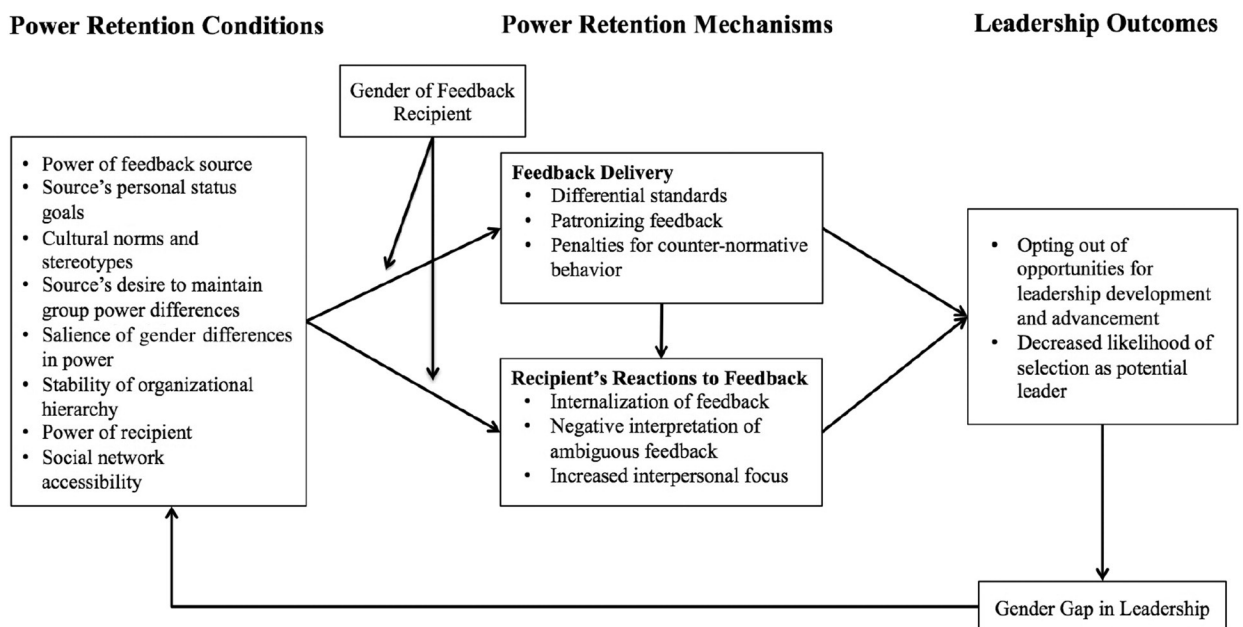 Power Retention Conditions
Power Retention Mechanisms
Leadership Outcomes
Gender of Feedback
Recipient
• Power of feedback source
• Source’s personal status
goals
• Cultural norms and
stereotypes
• Source’s desire to maintain
group power differences
• Salience of gender differences
in power
• Stability of organizational
hierarchy
• Power of recipient
• Social network
accessibility
Feedback Delivery
• Differential standards
• Patronizing feedback
• Penalties for counter-normative
behavior
Recipient’s Reactions to Feedback
• Internalization of feedback
• Negative interpretation of
ambiguous feedback
• Increased interpersonal focus
• Opting out of
opportunities for
leadership development
and advancement
• Decreased likelihood of
selection as potential
leader
Gender Gap in Leadership